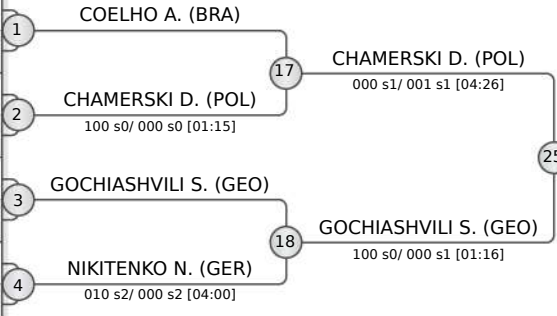 COELHO A. (BRA)
1
17
CHAMERSKI D. (POL)
000 s1/ 001 s1 [04:26]
CHAMERSKI D. (POL)
2
100 s0/ 000 s0 [01:15]
25
GOCHIASHVILI S. (GEO)
3
18
GOCHIASHVILI S. (GEO)
100 s0/ 000 s1 [01:16]
NIKITENKO N. (GER)
4
010 s2/ 000 s2 [04:00]